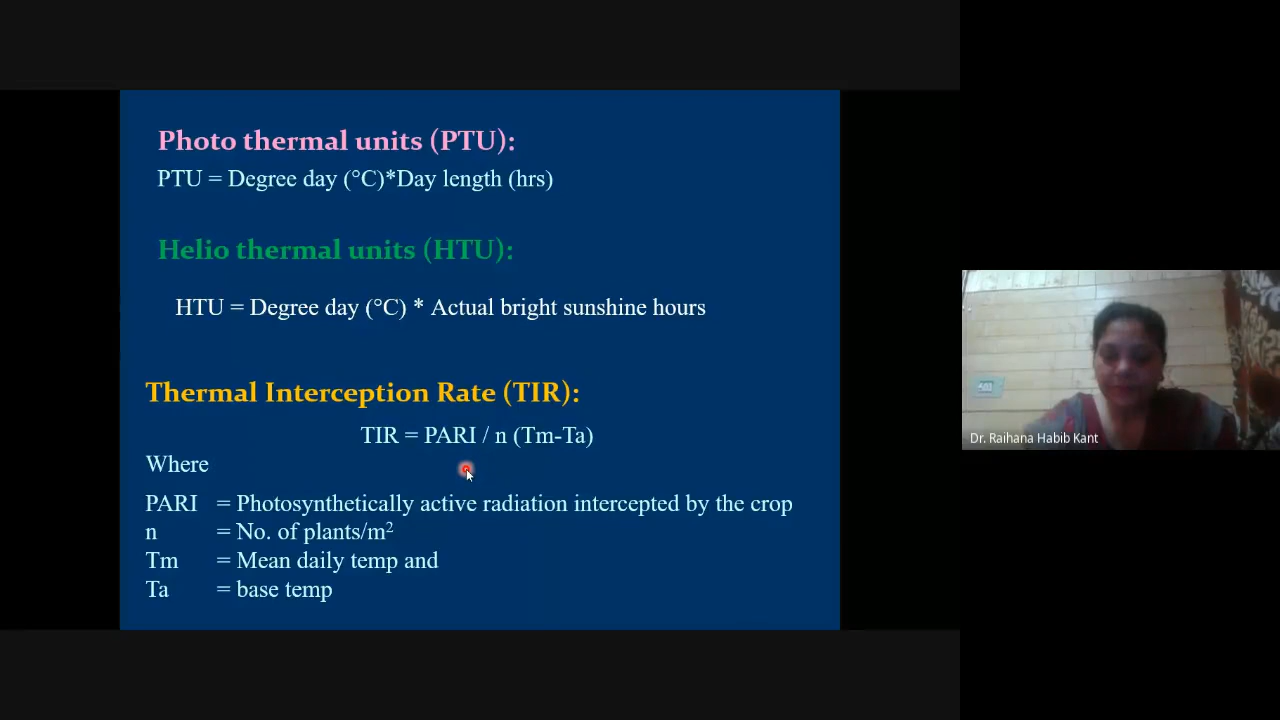 Photo thermal units (PTU):
PTU = Degree day (°C)*Day length (hrs)
Helio thermal units (HTU):
HTU = Degree day (°C) * Actual bright sunshine hours
Thermal Interception Rate (TIR):
TIR = PARI / n (Tm-Ta)
Where
PARI = Photosynthetically active radiation intercepted by the crop
n = No. of plants/m²
Tm = Mean daily temp and
Ta = base temp
Dr. Raihana Habib Kant